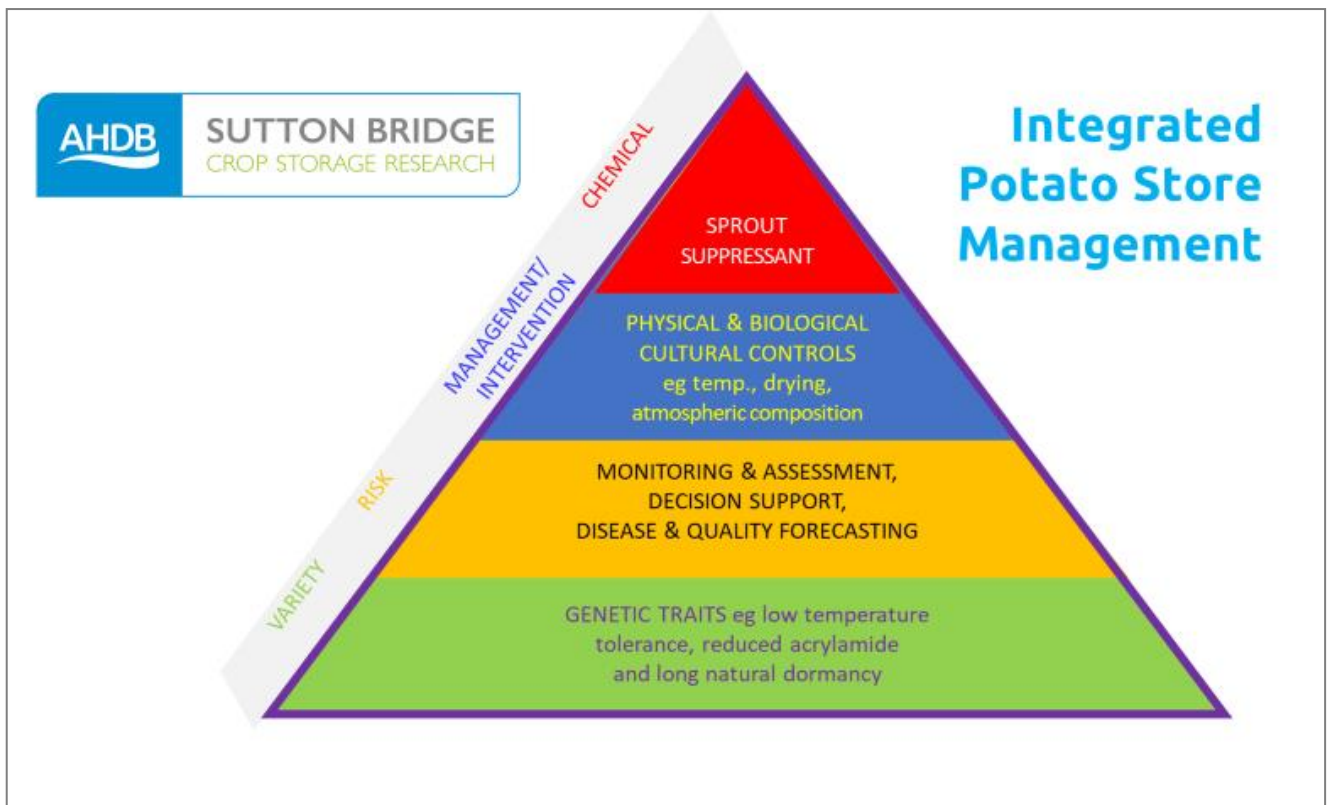 AHDB
SUTTON BRIDGE
CROP STORAGE RESEARCH
Integrated
Potato Store
Management
CHEMICAL
MANAGEMENT/
INTERVENTION
RISK
VARIETY
SPROUT
SUPPRESSANT
PHYSICAL & BIOLOGICAL
CULTURAL CONTROLS
eg temp., drying,
atmospheric composition
MONITORING & ASSESSMENT,
DECISION SUPPORT,
DISEASE & QUALITY FORECASTING
GENETIC TRAITS eg low temperature
tolerance, reduced acrylamide
and long natural dormancy